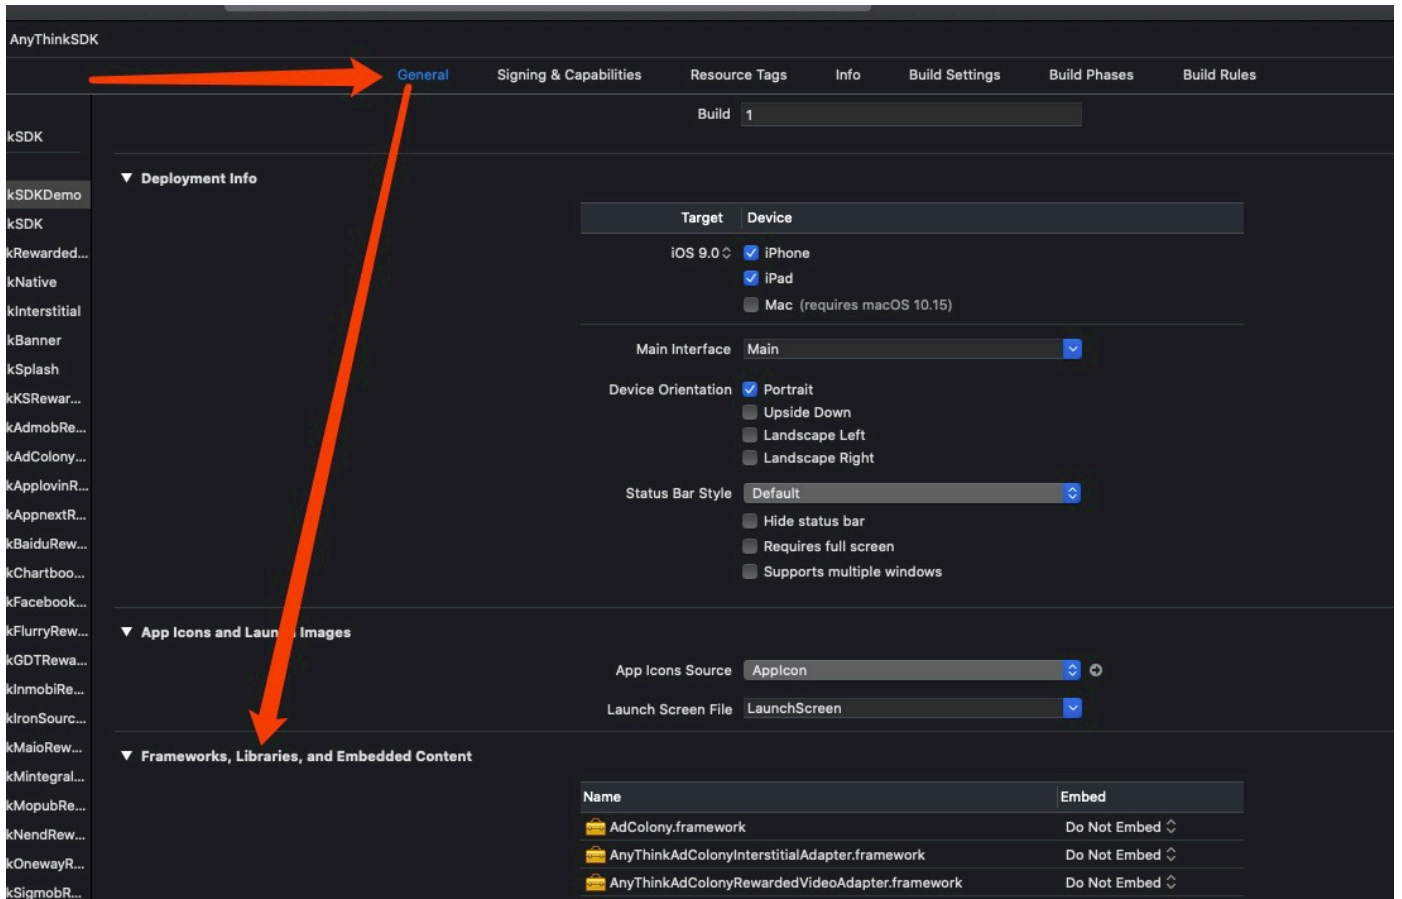 AnyThinkSDK
General Signing & Capabilities Resource Tags Info Build Settings Build Phases Build Rules
Build 1
kSDK
Deployment Info
kSDKDemo
kSDK
Target Device
kRewarded...
iOS 9.0 iPhone
kNative
iPad
kInterstitial
Mac (requires macOS 10.15)
kBanner
Main Interface Main
kSplash
kKSRewar...
Device Orientation Portrait
Upside Down
kAdmobRe...
Landscape Left
kAdColony...
Landscape Right
kApplovinR...
Status Bar Style Default
kAppnextR...
Hide status bar
kBaiduRew...
Requires full screen
kChartboo...
Supports multiple windows
kFacebook...
kFlurryRew...
App Icons and Launch Images
kGDTRewa...
App Icons Source AppIcon
kInmobiRe...
Launch Screen File LaunchScreen
kIronSourc...
kMaioRew...
Frameworks, Libraries, and Embedded Content
kMintegral...
Name Embed
kMopubRe...
AdColony.framework Do Not Embed
kNendRew...
AnyThinkAdColonyInterstitialAdapter.framework Do Not Embed
kOnewayR...
AnyThinkAdColonyRewardedVideoAdapter.framework Do Not Embed
kSigmobR...